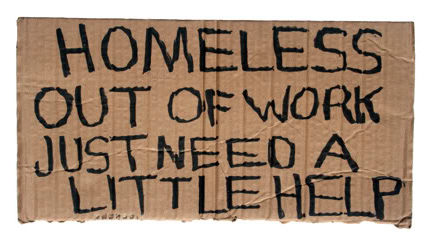 HOMELESS
OUT OF WORK
JUST NEED A
LITTLE HELP